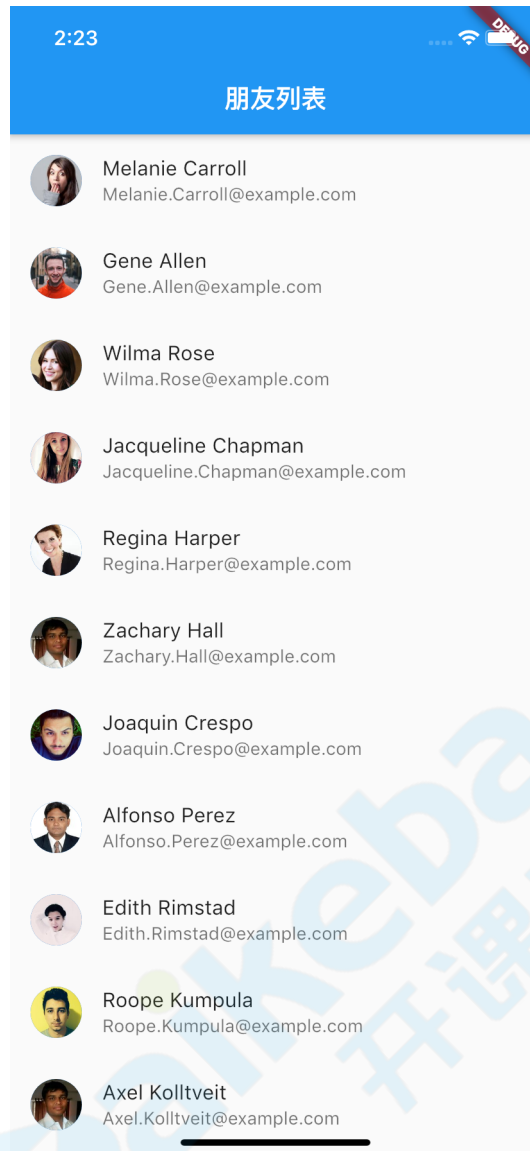 2:23
DEBUG
朋友列表
Melanie Carroll
Melanie.Carroll@example.com
Gene Allen
Gene.Allen@example.com
Wilma Rose
Wilma.Rose@example.com
Jacqueline Chapman
Jacqueline.Chapman@example.com
Regina Harper
Regina.Harper@example.com
Zachary Hall
Zachary.Hall@example.com
Joaquin Crespo
Joaquin.Crespo@example.com
Alfonso Perez
Alfonso.Perez@example.com
Edith Rimstad
Edith.Rimstad@example.com
Roope Kumpula
Roope.Kumpula@example.com
Axel Kolltveit
Axel.Kolltveit@example.com
aikeba
开课